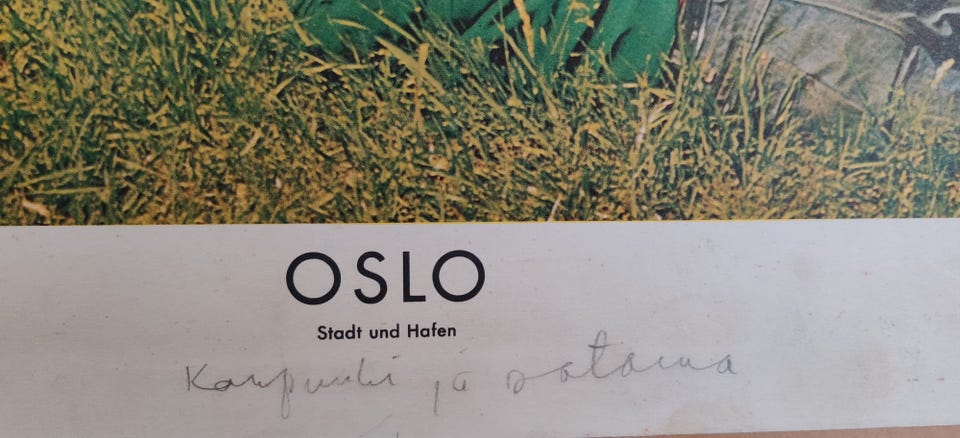 OSLO
Stadt und Hafen
Kaupunki ja satama